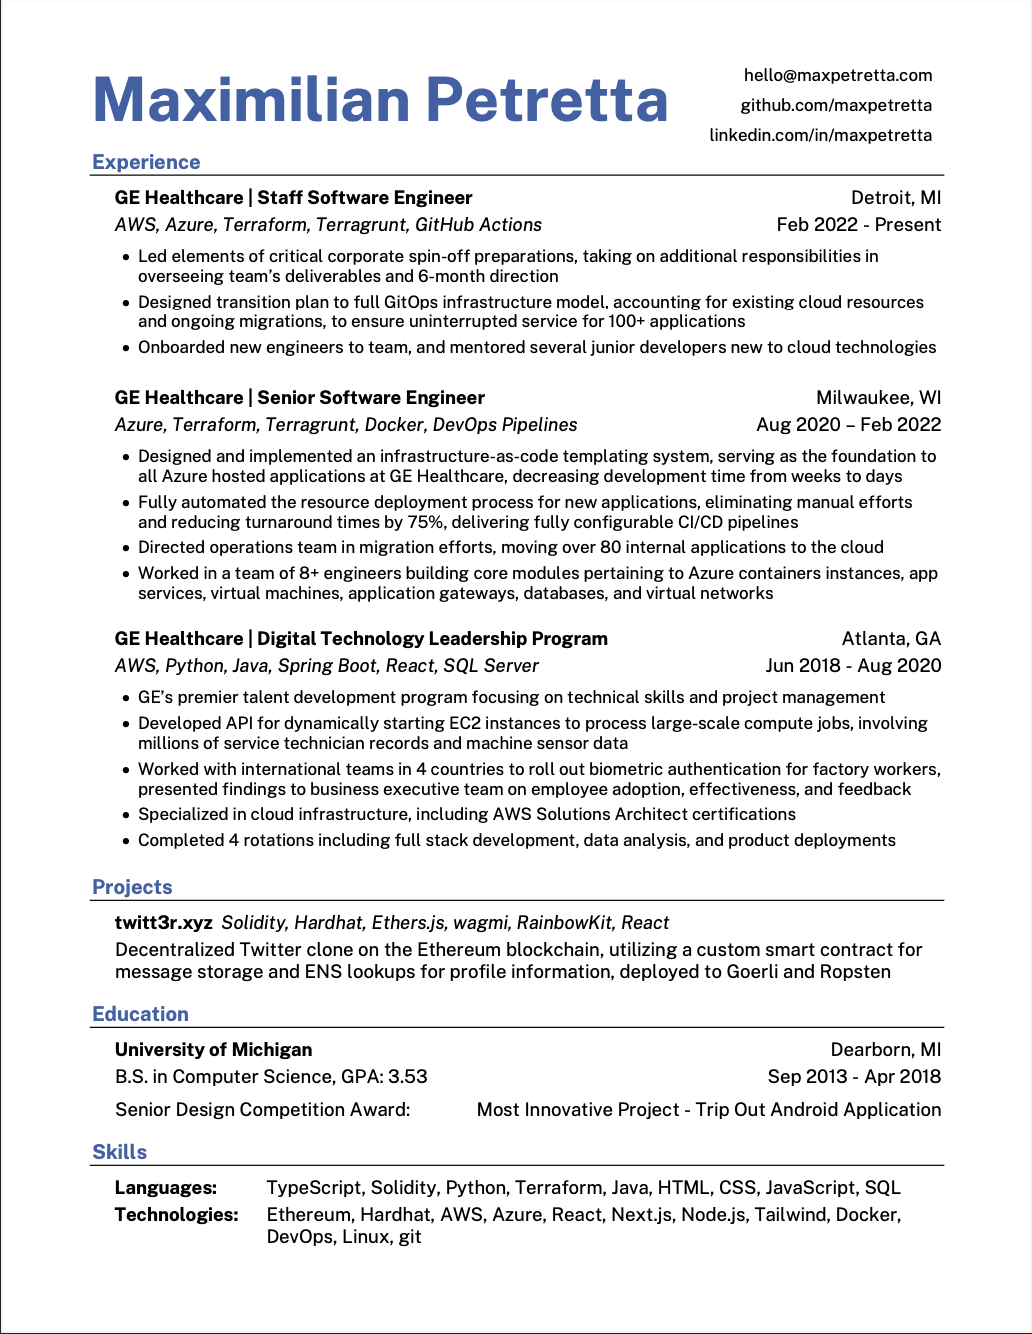 Maximilian Petretta
hello@maxpetretta.com
github.com/maxpetretta
linkedin.com/in/maxpetretta
Experience
GE Healthcare | Staff Software Engineer Detroit, MI
AWS, Azure, Terraform, Terragrunt, GitHub Actions Feb 2022 - Present
• Led elements of critical corporate spin-off preparations, taking on additional responsibilities in
overseeing team's deliverables and 6-month direction
• Designed transition plan to full GitOps infrastructure model, accounting for existing cloud resources
and ongoing migrations, to ensure uninterrupted service for 100+ applications
• Onboarded new engineers to team, and mentored several junior developers new to cloud technologies
GE Healthcare | Senior Software Engineer Milwaukee, WI
Azure, Terraform, Terragrunt, Docker, DevOps Pipelines Aug 2020 – Feb 2022
• Designed and implemented an infrastructure-as-code templating system, serving as the foundation to
all Azure hosted applications at GE Healthcare, decreasing development time from weeks to days
• Fully automated the resource deployment process for new applications, eliminating manual efforts
and reducing turnaround times by 75%, delivering fully configurable CI/CD pipelines
• Directed operations team in migration efforts, moving over 80 internal applications to the cloud
• Worked in a team of 8+ engineers building core modules pertaining to Azure containers instances, app
services, virtual machines, application gateways, databases, and virtual networks
GE Healthcare | Digital Technology Leadership Program Atlanta, GA
AWS, Python, Java, Spring Boot, React, SQL Server Jun 2018 - Aug 2020
• GE's premier talent development program focusing on technical skills and project management
• Developed API for dynamically starting EC2 instances to process large-scale compute jobs, involving
millions of service technician records and machine sensor data
• Worked with international teams in 4 countries to roll out biometric authentication for factory workers,
presented findings to business executive team on employee adoption, effectiveness, and feedback
• Specialized in cloud infrastructure, including AWS Solutions Architect certifications
• Completed 4 rotations including full stack development, data analysis, and product deployments
Projects
twitt3r.xyz Solidity, Hardhat, Ethers.js, wagmi, RainbowKit, React
Decentralized Twitter clone on the Ethereum blockchain, utilizing a custom smart contract for
message storage and ENS lookups for profile information, deployed to Goerli and Ropsten
Education
University of Michigan Dearborn, MI
B.S. in Computer Science, GPA: 3.53 Sep 2013 - Apr 2018
Senior Design Competition Award: Most Innovative Project - Trip Out Android Application
Skills
Languages: TypeScript, Solidity, Python, Terraform, Java, HTML, CSS, JavaScript, SQL
Technologies: Ethereum, Hardhat, AWS, Azure, React, Next.js, Node.js, Tailwind, Docker,
DevOps, Linux, git